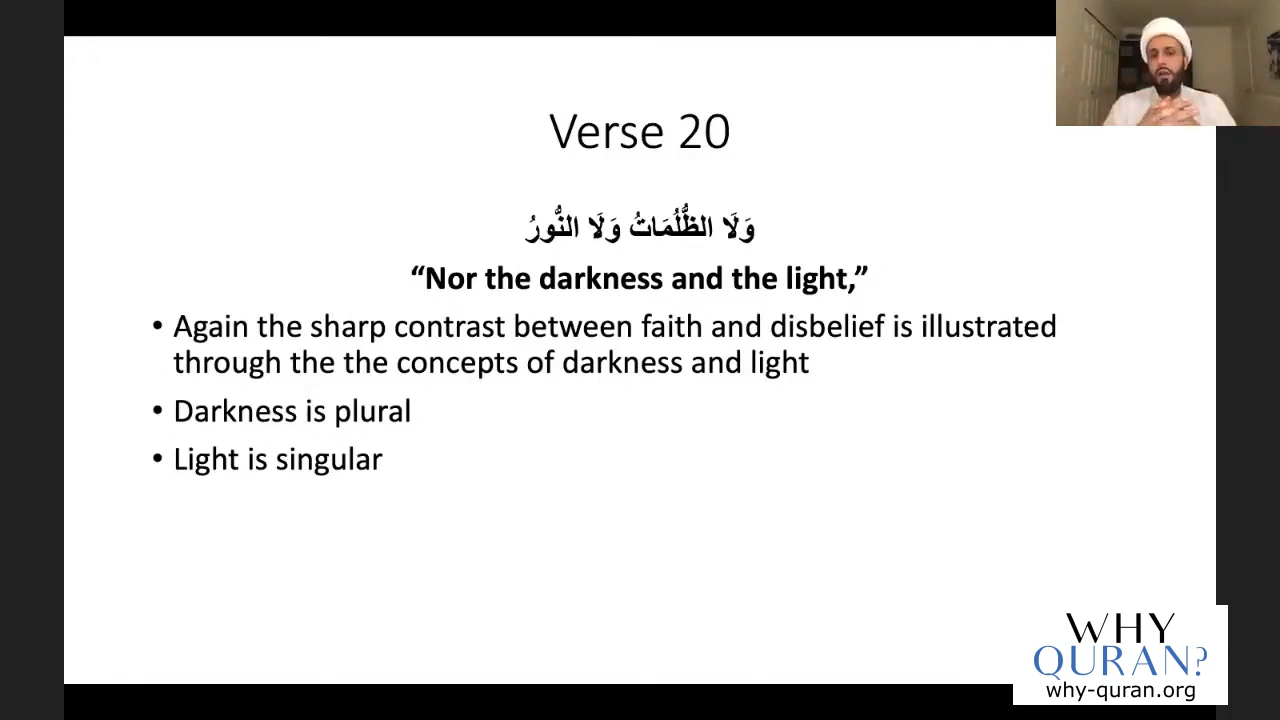 Verse 20
وَلَا الظُّلُمَاتُ وَلَا النُّورُ
“Nor the darkness and the light,”
• Again the sharp contrast between faith and disbelief is illustrated
through the the concepts of darkness and light
• Darkness is plural
• Light is singular
WHY
QURAN?
why-quran.org